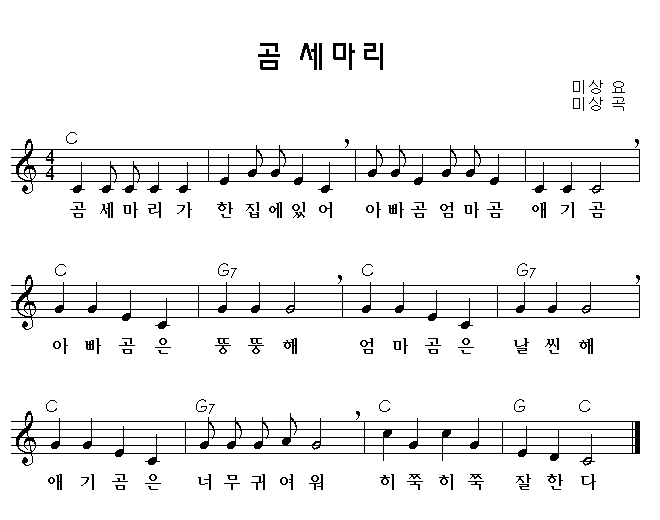 곰 세마리
미상 요
미상 곡
C
4
4
곰 세 마 리 가 한 집 에 있 어 아 빠 곰 엄 마 곰 애 기 곰
C G7 C G7
아 빠 곰 은 뚱 뚱 해 엄 마 곰 은 날 씬 해
C G7 C G C
애 기 곰 은 너 무 귀 여 워 히 쭉 히 쭉 잘 한 다